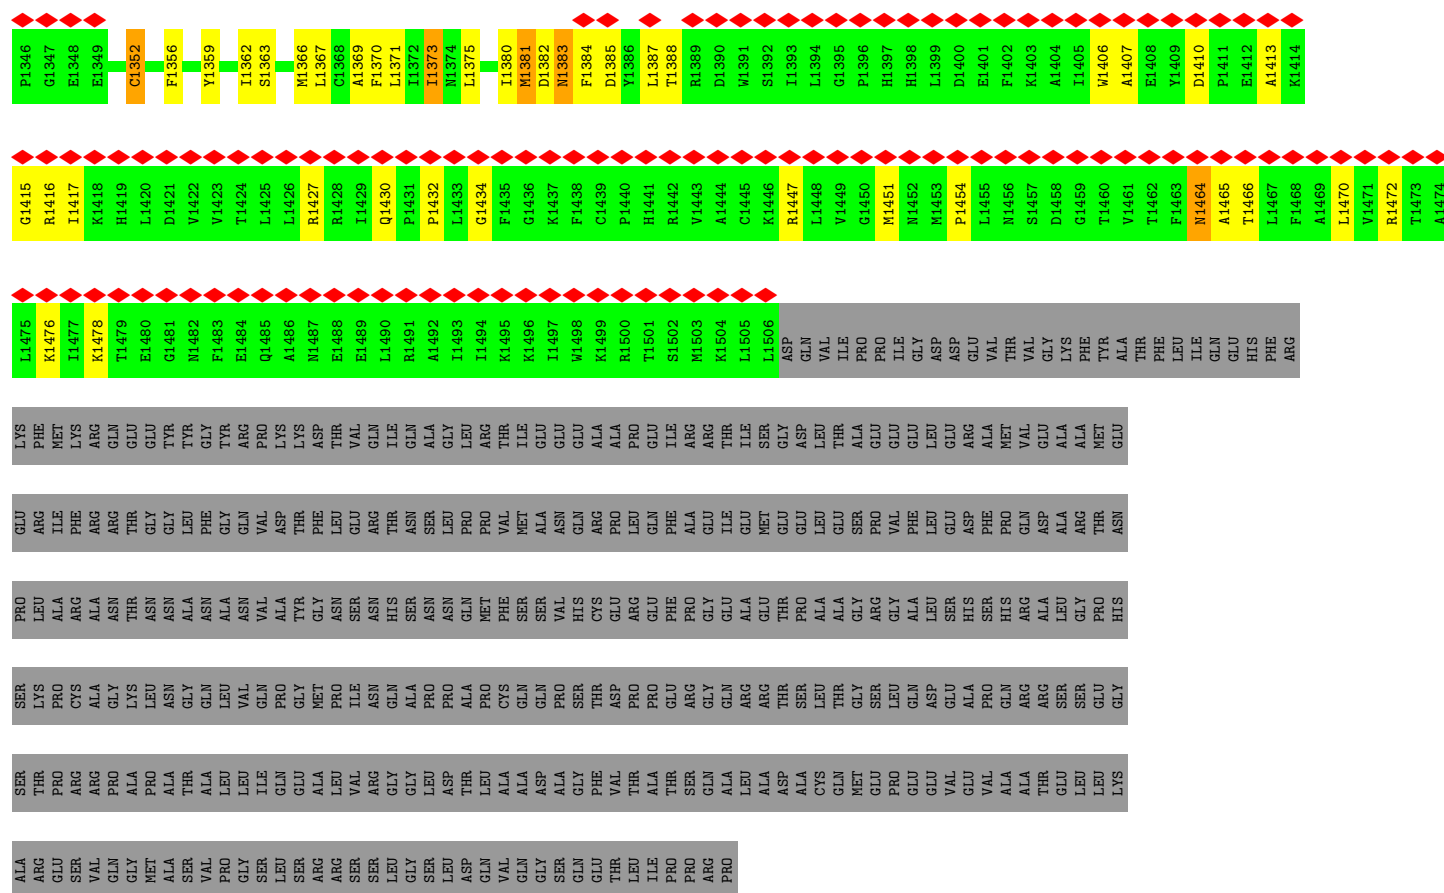 P1346 G1347 E1348 E1349 C1352 F1356 Y1359 I1362 S1363 M1366 L1367 C1368 A1369 F1370 L1371 I1372 I1373 N1374 L1375 I1380 M1381 D1382 N1383 F1384 D1385 Y1386 L1387 T1388 R1389 D1390 W1391 S1392 I1393 L1394 G1395 P1396 H1397 H1398 L1399 D1400 E1401 F1402 K1403 A1404 I1405 W1406 A1407 E1408 Y1409 D1410 P1411 E1412 A1413 K1414
G1415 R1416 I1417 K1418 H1419 L1420 D1421 V1422 V1423 T1424 L1425 L1426 R1427 R1428 I1429 Q1430 P1431 P1432 L1433 G1434 F1435 G1436 K1437 F1438 C1439 P1440 H1441 R1442 V1443 A1444 C1445 K1446 R1447 L1448 V1449 G1450 M1451 N1452 M1453 P1454 L1455 N1456 S1457 D1458 G1459 T1460 V1461 T1462 F1463 N1464 A1465 T1466 L1467 F1468 A1469 L1470 V1471 R1472 T1473 A1474
L1475 K1476 I1477 K1478 T1479 E1480 G1481 N1482 F1483 E1484 Q1485 A1486 N1487 E1488 E1489 L1490 R1491 A1492 I1493 I1494 K1495 K1496 I1497 W1498 K1499 R1500 T1501 S1502 M1503 K1504 L1505 L1506 ASP GLN VAL ILE PRO PRO ILE GLY ASP ASP GLU VAL THR VAL GLY LYS PHE TYR ALA THR PHE LEU ILE GLN GLU HIS PHE ARG
LYS PHE MET LYS ARG GLN GLU GLU TYR TYR GLY TYR ARG PRO LYS LYS ASP THR VAL GLN ILE GLN ALA GLY LEU ARG THR ILE GLU GLU GLU ALA ALA PRO GLU ILE ARG ARG THR ILE SER GLY ASP LEU THR ALA GLU GLU GLU LEU GLU ARG ALA MET VAL GLU ALA ALA MET GLU
GLU ARG ILE PHE ARG ARG THR GLY GLY LEU PHE GLY GLN VAL ASP THR PHE LEU GLU ARG THR ASN SER LEU PRO PRO VAL MET ALA ASN GLN ARG PRO LEU GLN PHE ALA GLU ILE GLU MET GLU GLU LEU GLU SER PRO VAL PHE LEU GLU ASP PHE PRO GLN ASP ALA ARG THR ASN
PRO LEU ALA ARG ALA ASN THR ASN ASN ALA ASN ALA ASN VAL ALA TYR GLY ASN SER ASN HIS SER ASN ASN GLN MET PHE SER SER VAL HIS CYS GLU ARG GLU PHE PRO GLY GLU ALA GLU THR PRO ALA ALA GLY ARG GLY ALA LEU SER HIS SER HIS ARG ALA LEU GLY PRO HIS
SER LYS PRO CYS ALA GLY LYS LEU ASN GLY GLN LEU VAL GLN PRO GLY MET PRO ILE ASN GLN ALA PRO PRO ALA PRO CYS GLN GLN PRO SER THR ASP PRO PRO GLU ARG GLY GLN ARG ARG THR SER LEU THR GLY SER LEU GLN ASP GLU ALA PRO GLN ARG ARG SER SER GLU GLY
SER THR PRO ARG ARG PRO ALA PRO ALA THR ALA LEU LEU ILE GLN GLU ALA LEU VAL ARG GLY GLY LEU ASP THR LEU ALA ALA ASP ALA GLY PHE VAL THR ALA THR SER GLN ALA LEU ALA ASP ALA CYS GLN MET GLU PRO GLU GLU VAL GLU VAL ALA ALA THR GLU LEU LEU LYS
ALA ARG GLU SER VAL GLN GLY MET ALA SER VAL PRO GLY SER LEU SER ARG ARG SER SER LEU GLY SER LEU ASP GLN VAL GLN GLY SER GLN GLU THR LEU ILE PRO PRO ARG PRO